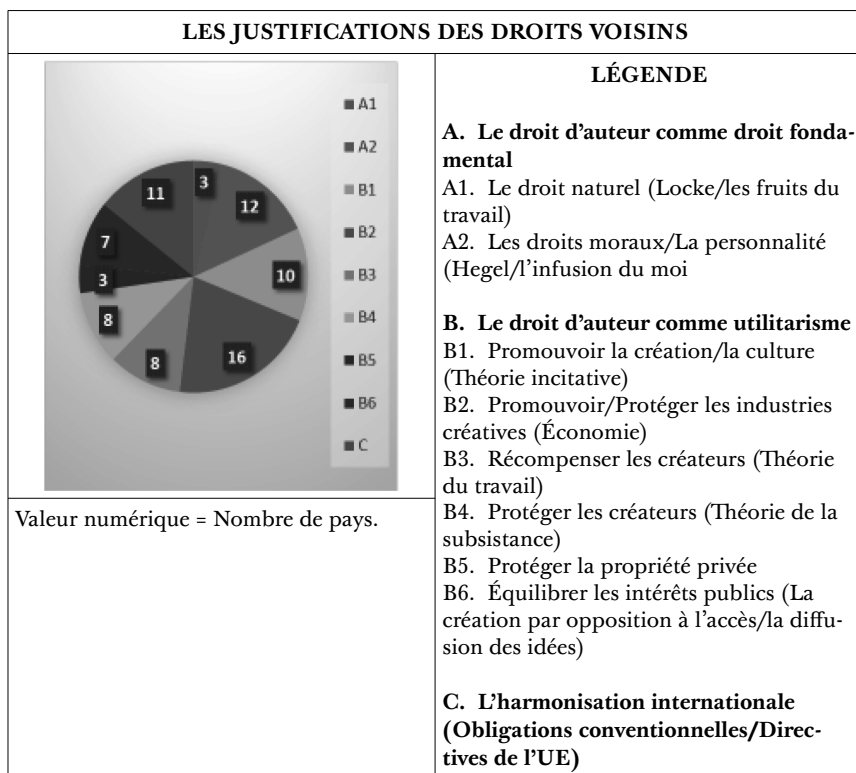 LES JUSTIFICATIONS DES DROITS VOISINS
A1
A2
B1
B2
B3
B4
B5
B6
C
3
12
10
16
8
8
3
7
11
Valeur numérique = Nombre de pays.
LÉGENDE
A. Le droit d’auteur comme droit fonda-
mental
A1. Le droit naturel (Locke/les fruits du
travail)
A2. Les droits moraux/La personnalité
(Hegel/l’infusion du moi
B. Le droit d’auteur comme utilitarisme
B1. Promouvoir la création/la culture
(Théorie incitative)
B2. Promouvoir/Protéger les industries
créatives (Économie)
B3. Récompenser les créateurs (Théorie
du travail)
B4. Protéger les créateurs (Théorie de la
subsistance)
B5. Protéger la propriété privée
B6. Équilibrer les intérêts publics (La
création par opposition à l’accès/la diffu-
sion des idées)
C. L’harmonisation internationale
(Obligations conventionnelles/Direc-
tives de l’UE)